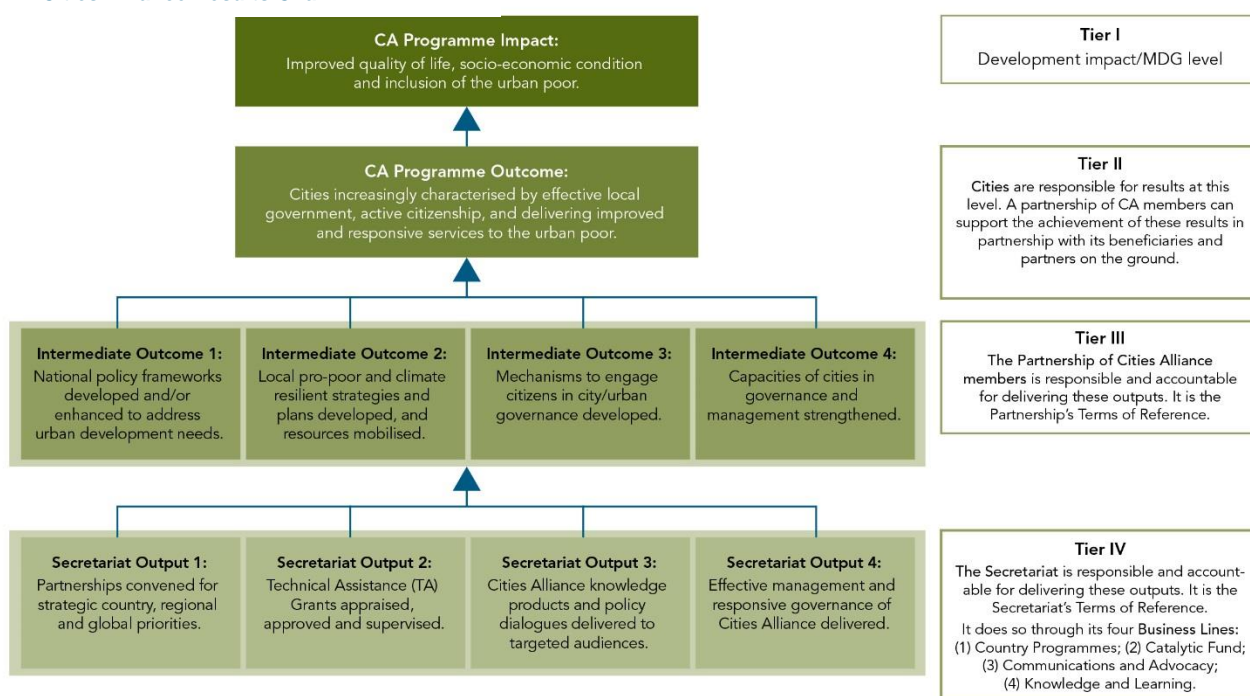 CA Programme Impact:
Improved quality of life, socio-economic condition
and inclusion of the urban poor.
Tier I
Development impact/MDG level
CA Programme Outcome:
Cities increasingly characterised by effective local
government, active citizenship, and delivering improved
and responsive services to the urban poor.
Tier II
Cities are responsible for results at this
level. A partnership of CA members can
support the achievement of these results in
partnership with its beneficiaries and
partners on the ground.
Intermediate Outcome 1:
National policy frameworks
developed and/or
enhanced to address
urban development needs.
Intermediate Outcome 2:
Local pro-poor and climate
resilient strategies and
plans developed, and
resources mobilised.
Intermediate Outcome 3:
Mechanisms to engage
citizens in city/urban
governance developed.
Intermediate Outcome 4:
Capacities of cities in
governance and
management strengthened.
Tier III
The Partnership of Cities Alliance
members is responsible and accountable
for delivering these outputs. It is the
Partnership's Terms of Reference.
Secretariat Output 1:
Partnerships convened for
strategic country, regional
and global priorities.
Secretariat Output 2:
Technical Assistance (TA)
Grants appraised,
approved and supervised.
Secretariat Output 3:
Cities Alliance knowledge
products and policy
dialogues delivered to
targeted audiences.
Secretariat Output 4:
Effective management and
responsive governance of
Cities Alliance delivered.
Tier IV
The Secretariat is responsible and account-
able for delivering these outputs. It is the
Secretariat's Terms of Reference.
It does so through its four Business Lines:
(1) Country Programmes; (2) Catalytic Fund;
(3) Communications and Advocacy;
(4) Knowledge and Learning.